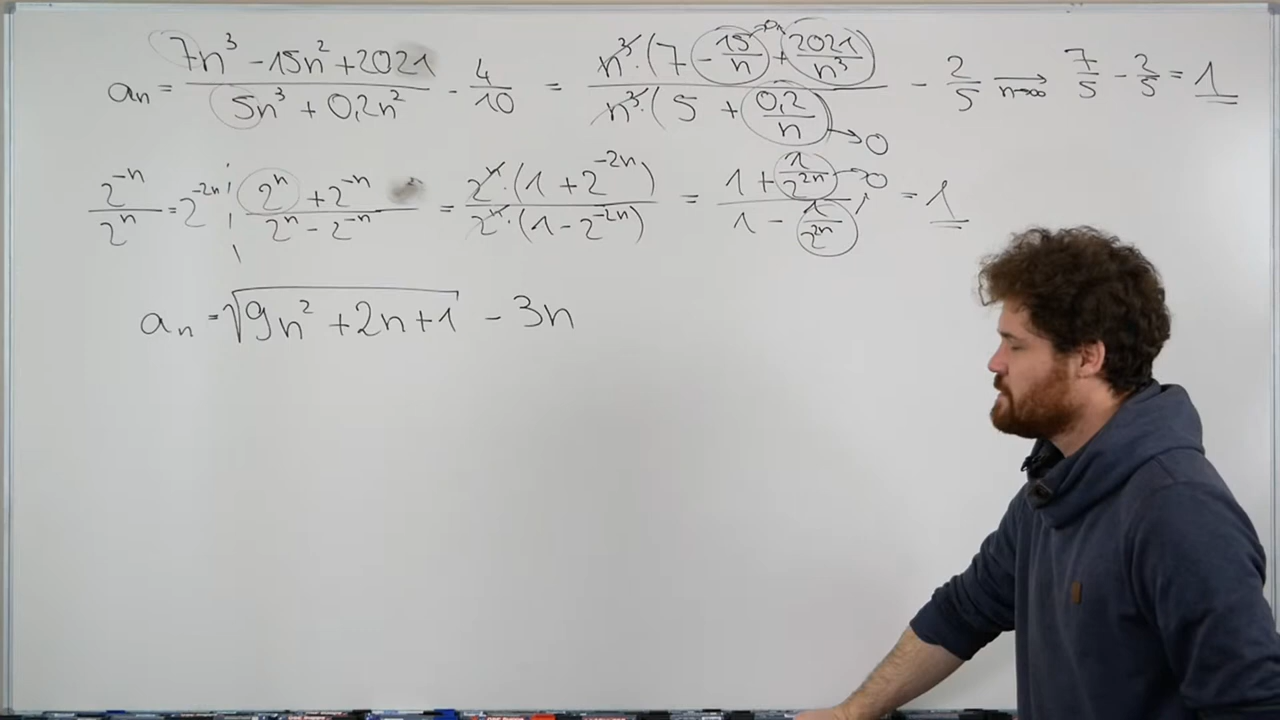 aₙ = (7n³ - 15n² + 2021)/(5n³ + 0,2n²) - 4/10 = (n³·(7 - 15/n + 2021/n³))/(n³·(5 + 0,2/n)) - 2/5 ⟶ n→∞ 7/5 - 2/5 = 1
→0
→0
2⁻ⁿ/2ⁿ = 2⁻²ⁿ (2ⁿ + 2⁻ⁿ)/(2ⁿ - 2⁻ⁿ) = (2ⁿ·(1 + 2⁻²ⁿ))/(2ⁿ·(1 - 2⁻²ⁿ)) = (1 + 1/2²ⁿ)/(1 - 1/2²ⁿ) →0 = 1
aₙ = √(9n² + 2n + 1) - 3n